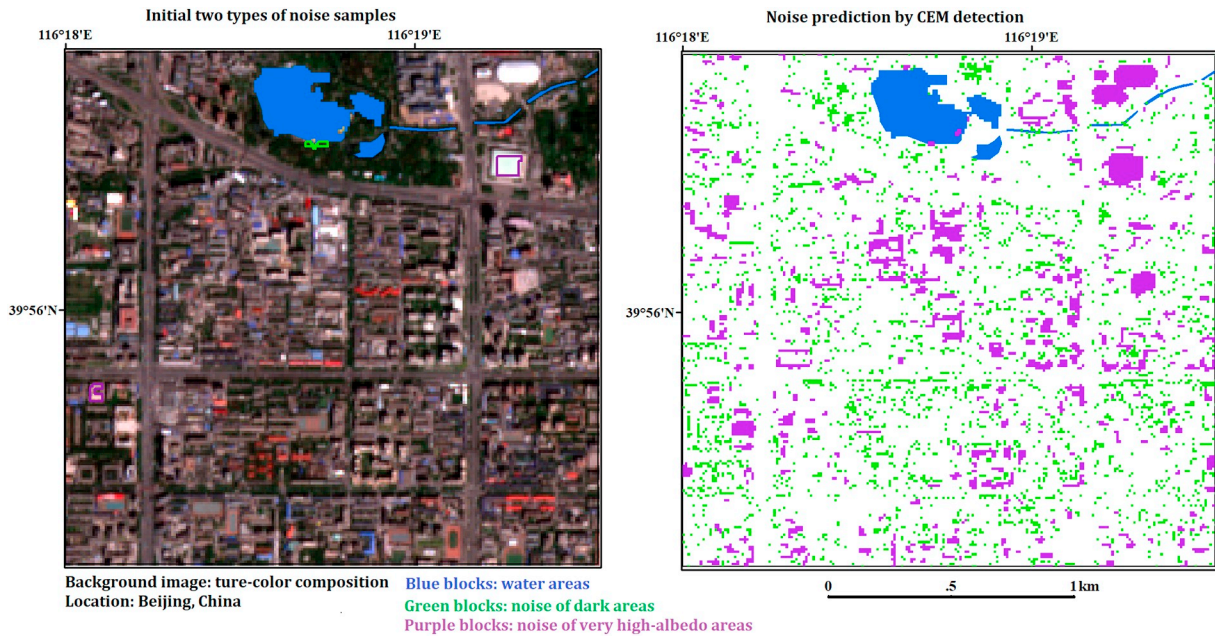 Initial two types of noise samples
Noise prediction by CEM detection
116°18'E
116°19'E
116°18'E
116°19'E
39°56'N
39°56'N
Background image: ture-color composition
Location: Beijing, China
Blue blocks: water areas
Green blocks: noise of dark areas
Purple blocks: noise of very high-albedo areas
0 .5 1km